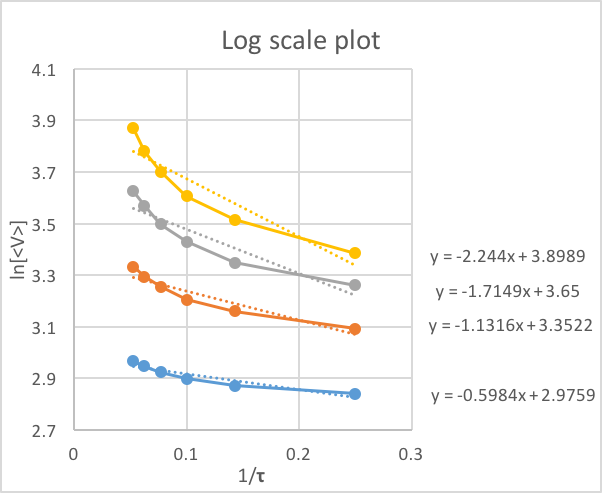 Log scale plot
4.1
3.9
3.7
3.5
3.3
3.1
2.9
2.7
ln[<V>]
0
0.1
0.2
0.3
1/τ
y = -2.244x + 3.8989
y = -1.7149x + 3.65
y = -1.1316x + 3.3522
y = -0.5984x + 2.9759